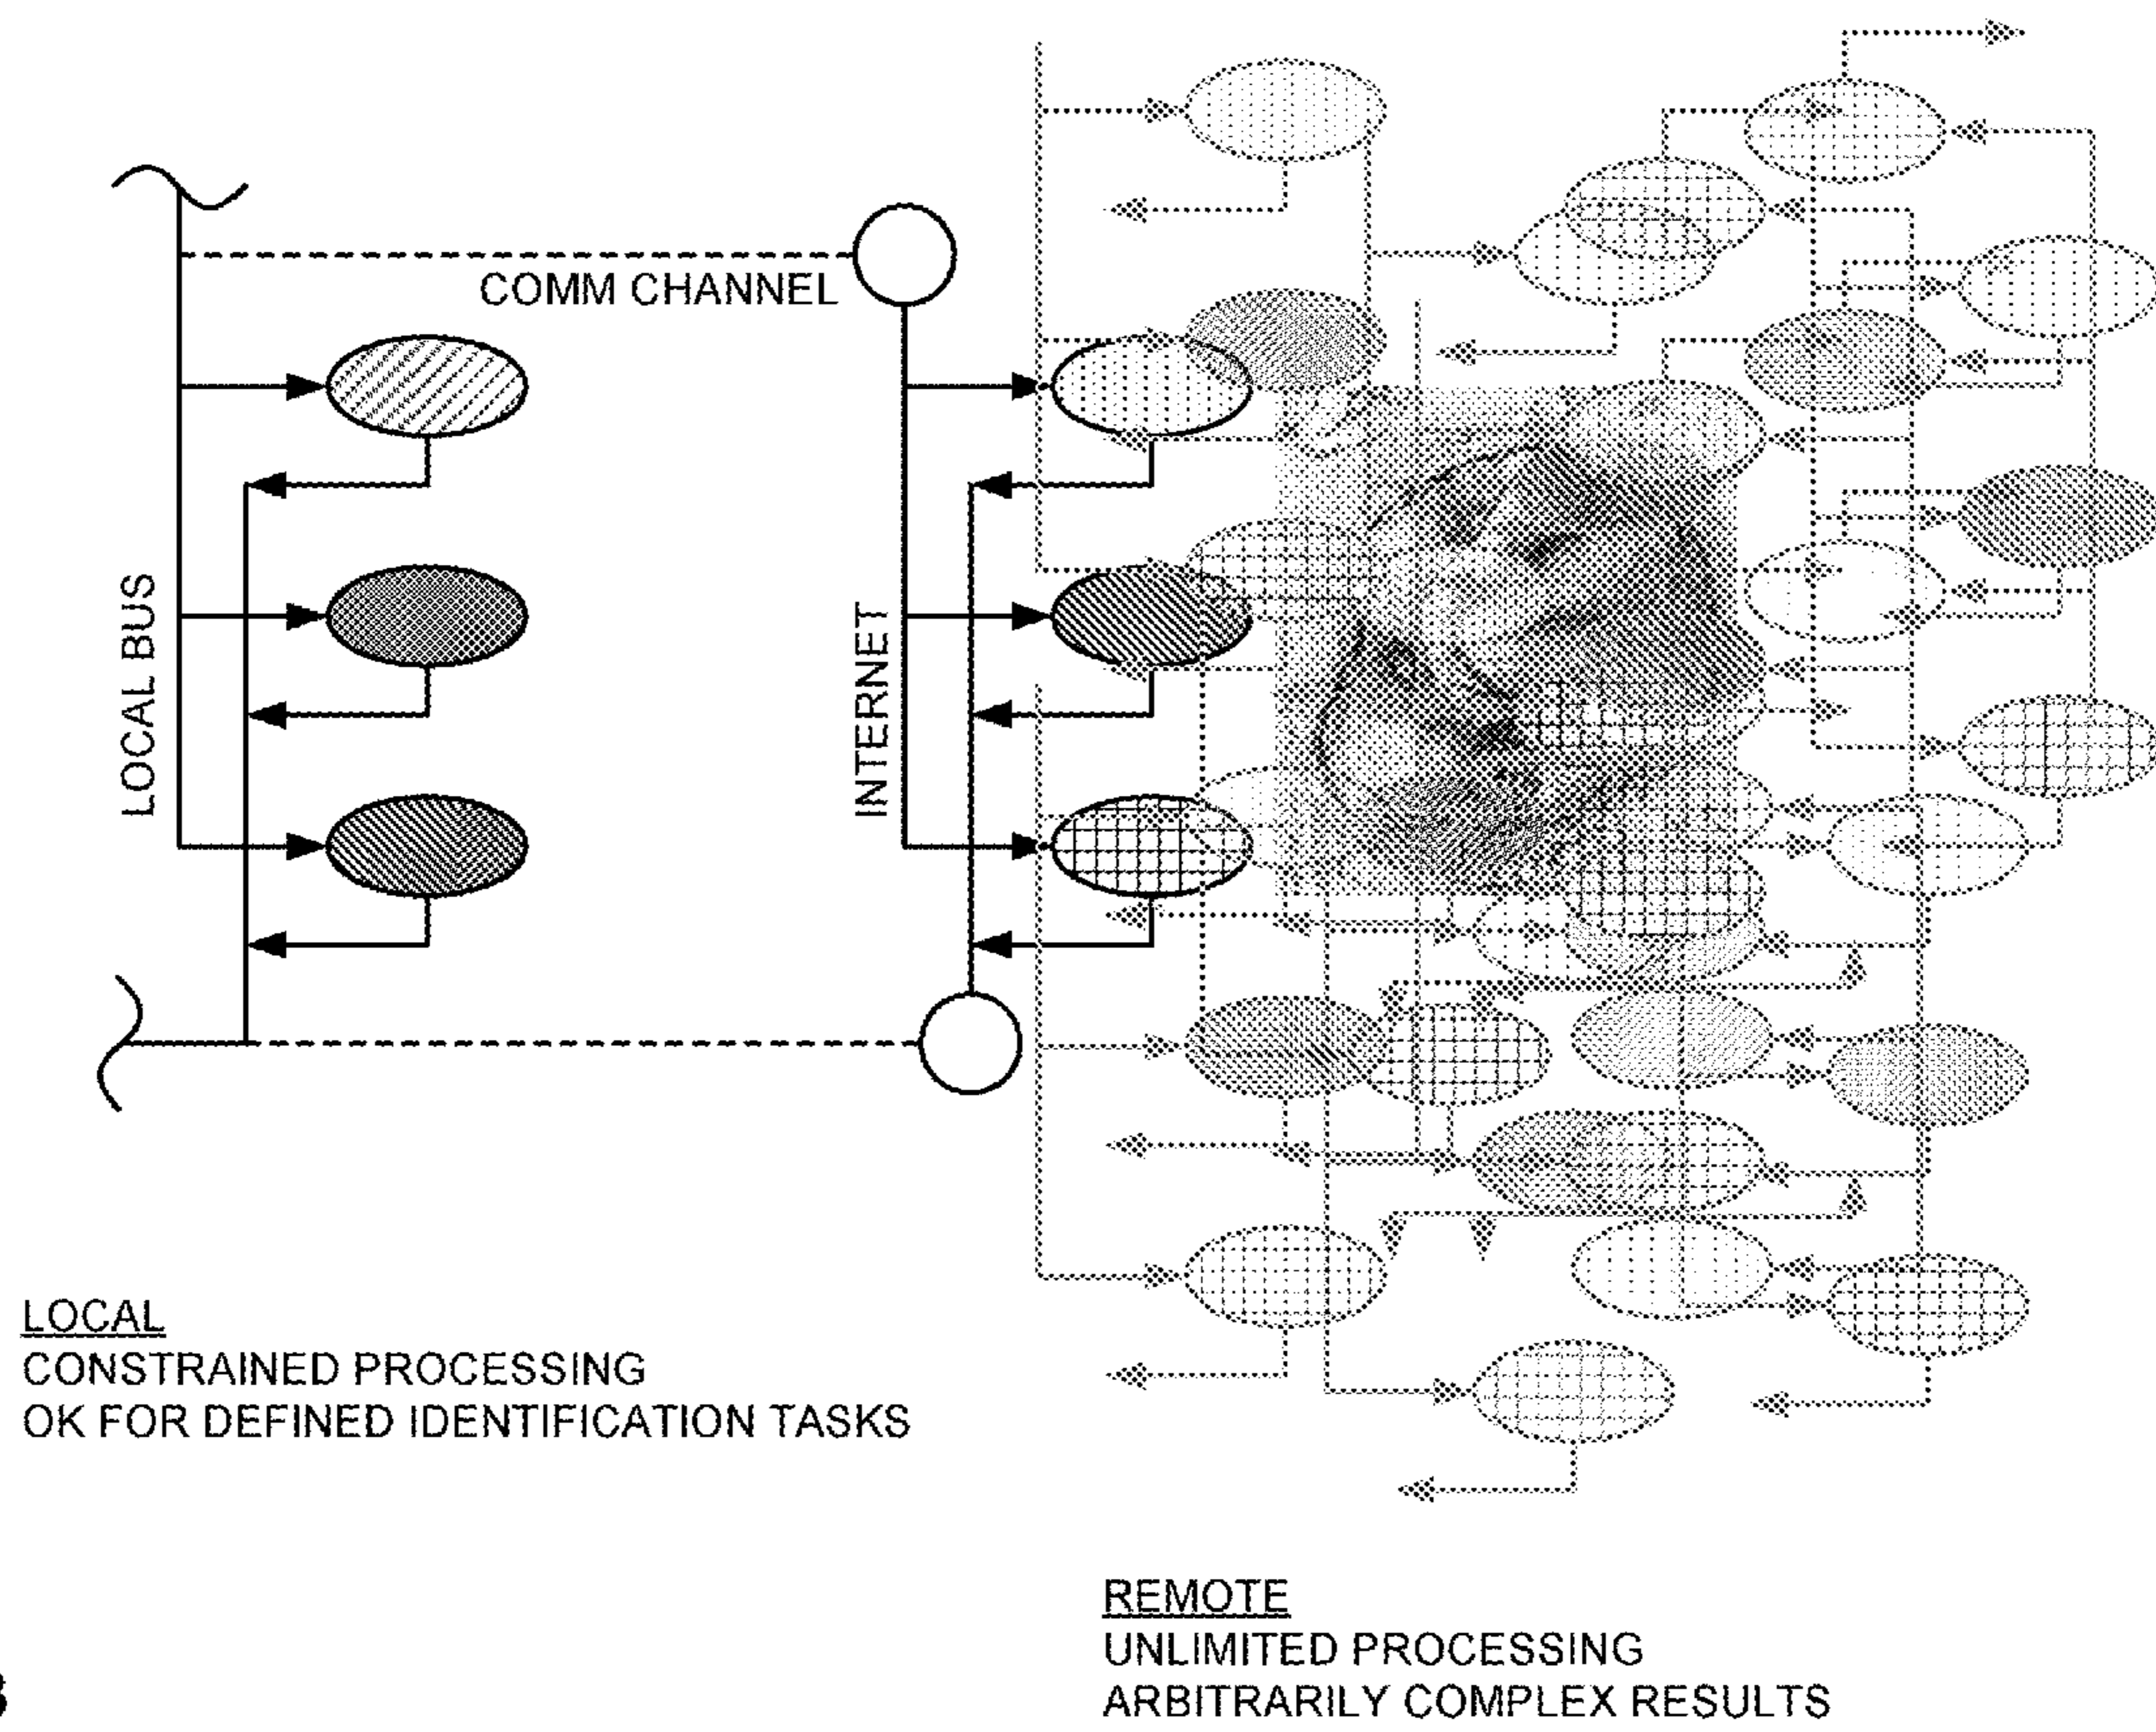 COMM CHANNEL
LOCAL BUS
INTERNET
LOCAL
CONSTRAINED PROCESSING
OK FOR DEFINED IDENTIFICATION TASKS
REMOTE
UNLIMITED PROCESSING
ARBITRARILY COMPLEX RESULTS